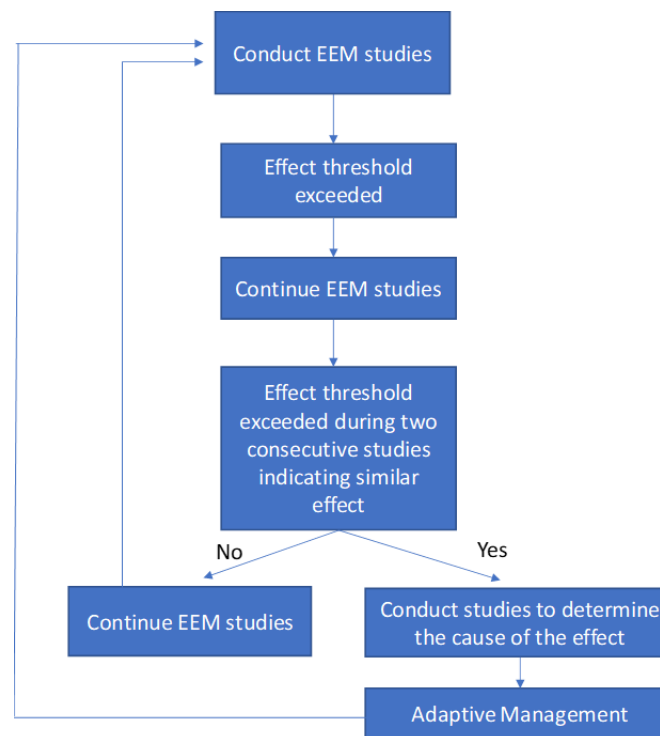 Conduct EEM studies
Effect threshold
exceeded
Continue EEM studies
Effect threshold
exceeded during two
consecutive studies
indicating similar
effect
No
Yes
Continue EEM studies
Conduct studies to determine
the cause of the effect
Adaptive Management